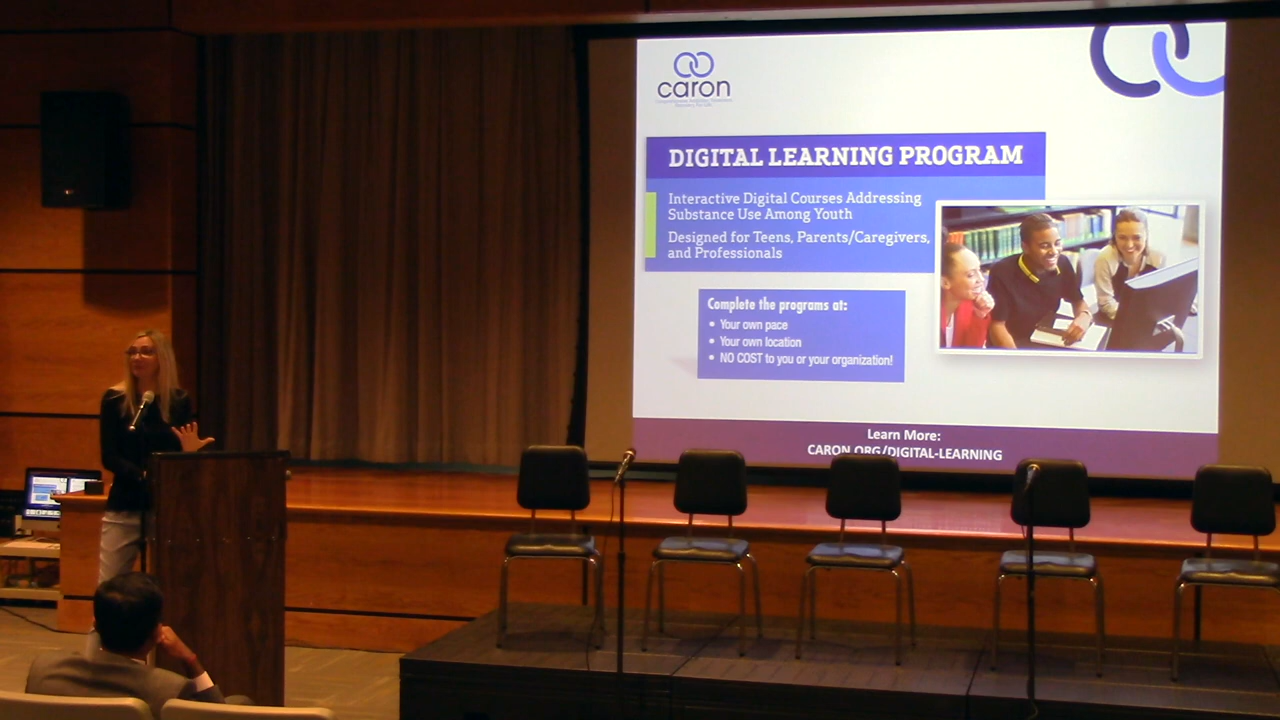 caron
DIGITAL LEARNING PROGRAM
Interactive Digital Courses Addressing
Substance Use Among Youth
Designed for Teens, Parents/Caregivers,
and Professionals
Complete the programs at:
• Your own pace
• Your own location
• NO COST to you or your organization!
Learn More:
CARON.ORG/DIGITAL-LEARNING